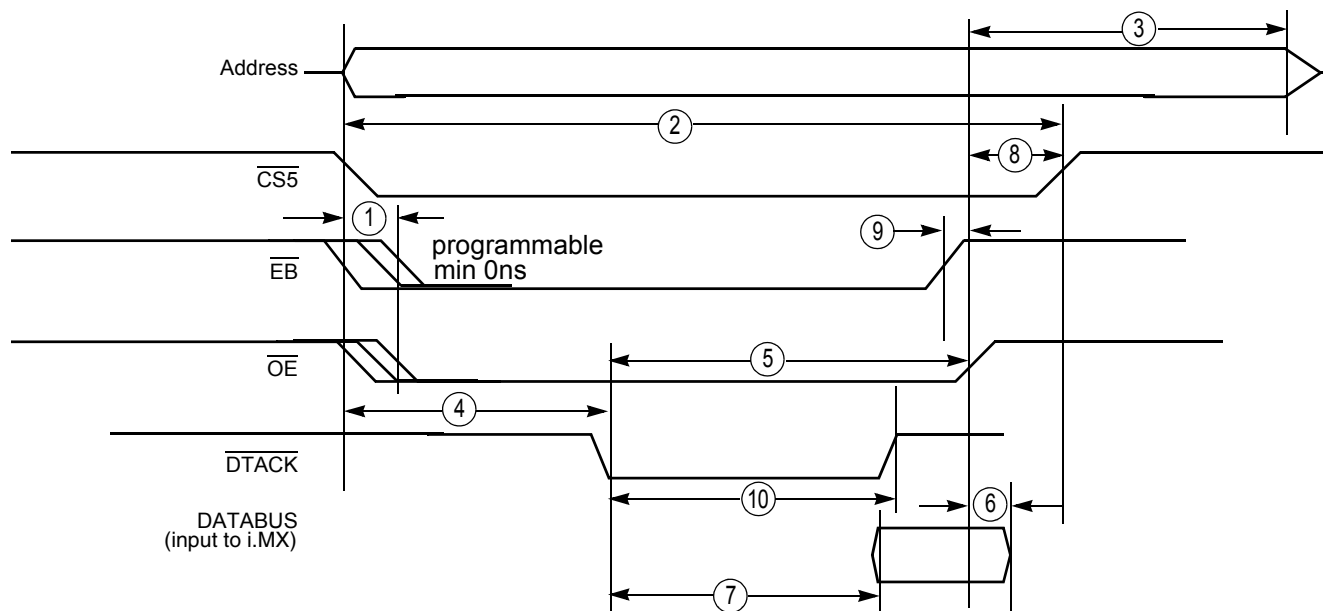 3
Address
2
8
CS5
1
9
programmable
min 0ns
EB
5
OE
4
DTACK
10
6
DATABUS
(input to i.MX)
7